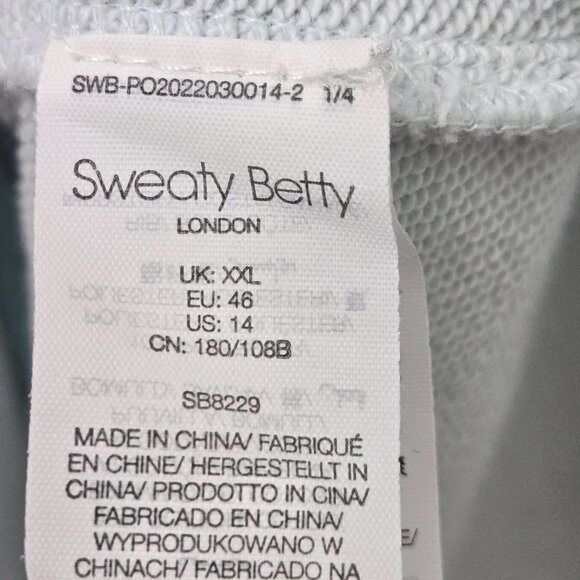 SWB-PO2022030014-2 1/4
Sweaty Betty
LONDON
UK: XXL
EU: 46
US: 14
CN: 180/108B
SB8229
MADE IN CHINA/ FABRIQUÉ
EN CHINE/ HERGESTELLT IN
CHINA/ PRODOTTO IN CINA/
FABRICADO EN CHINA/
WYPRODUKOWANO W
CHINACH/ FABRICADO NA